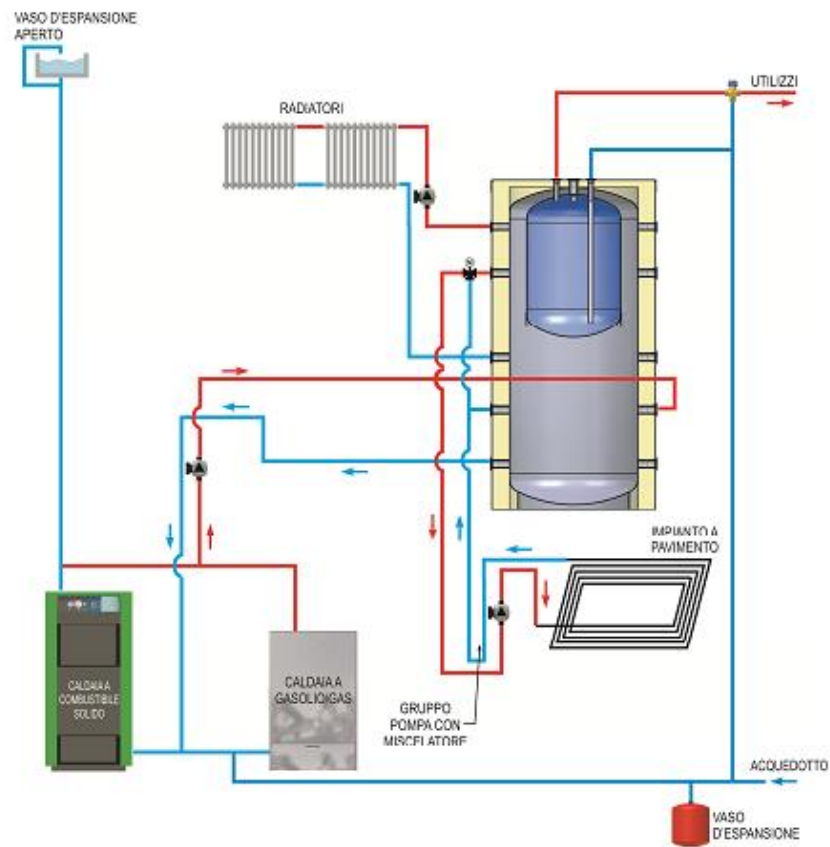 VASO D'ESPANSIONE
APERTO
UTILIZZI
RADIATORI
IMPIANTO A
PAVIMENTO
CALDAIA A
COMBUSTIBILE
SOLIDO
CALDAIA A
GASOLIO/GAS
GRUPPO
POMPA CON
MISCELATORE
ACQUEDOTTO
VASO
D'ESPANSIONE